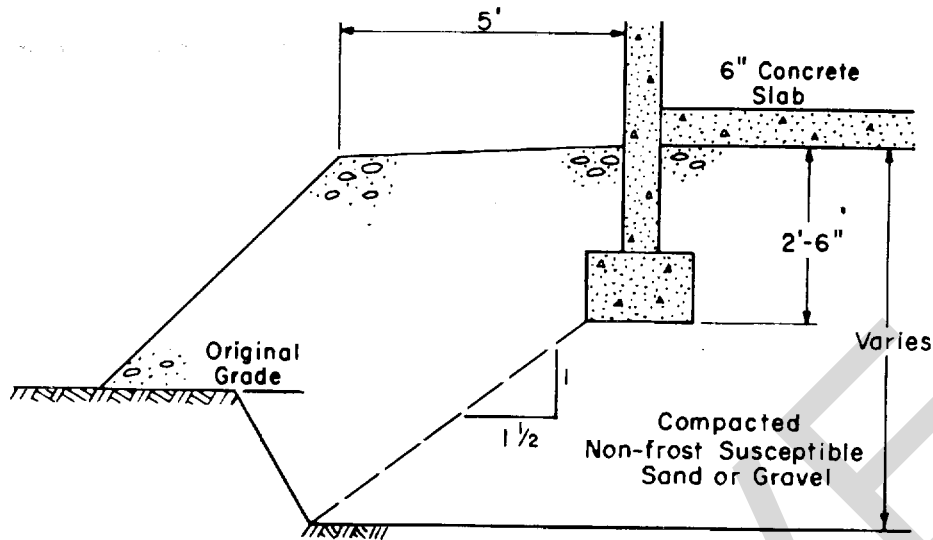 5'
6" Concrete
Slab
2'-6"
Varies
Original
Grade
1
1 1/2
Compacted
Non-frost Susceptible
Sand or Gravel